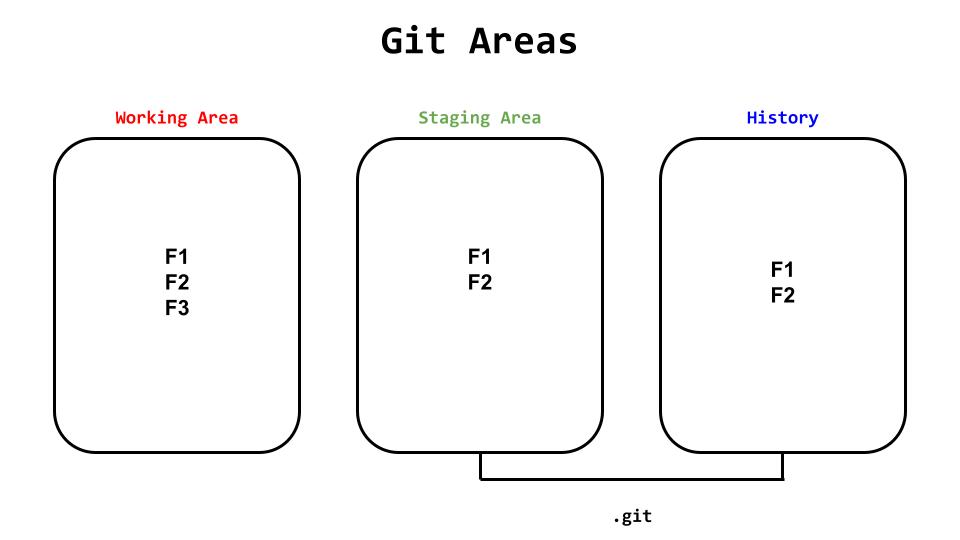 Git Areas
Working Area
Staging Area
History
F1
F2
F3
F1
F2
F1
F2
.git